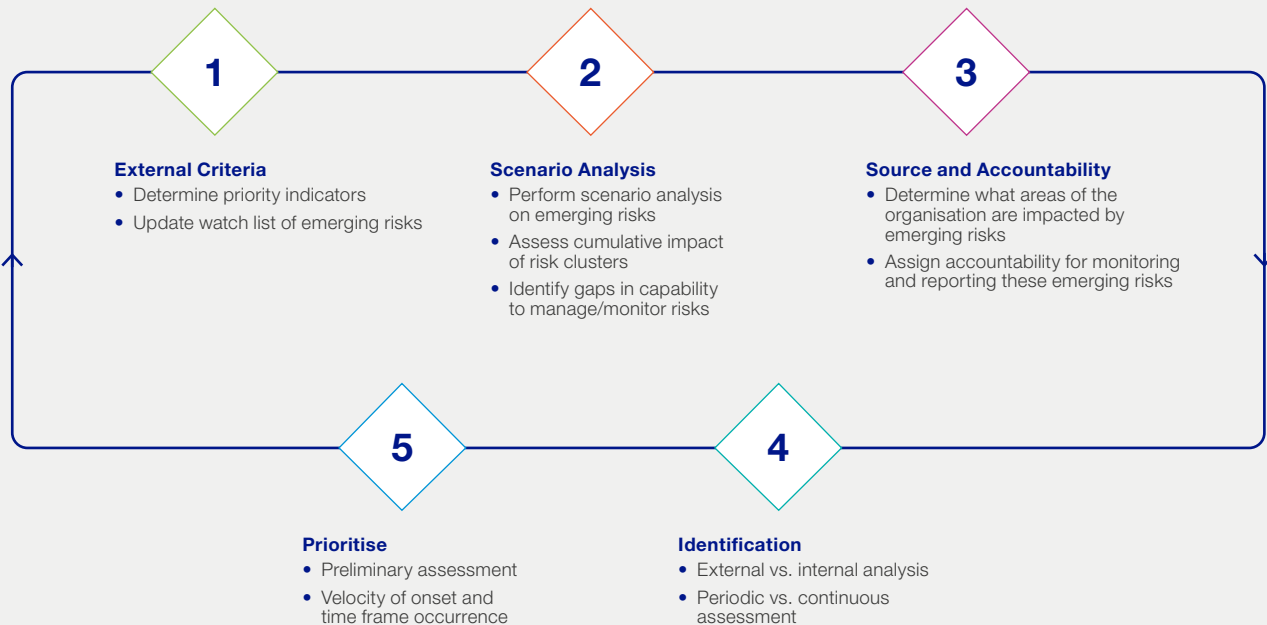 1
External Criteria
• Determine priority indicators
• Update watch list of emerging risks
2
Scenario Analysis
• Perform scenario analysis
on emerging risks
• Assess cumulative impact
of risk clusters
• Identify gaps in capability
to manage/monitor risks
3
Source and Accountability
• Determine what areas of the
organisation are impacted by
emerging risks
• Assign accountability for monitoring
and reporting these emerging risks
5
Prioritise
• Preliminary assessment
• Velocity of onset and
time frame occurrence
4
Identification
• External vs. internal analysis
• Periodic vs. continuous
assessment